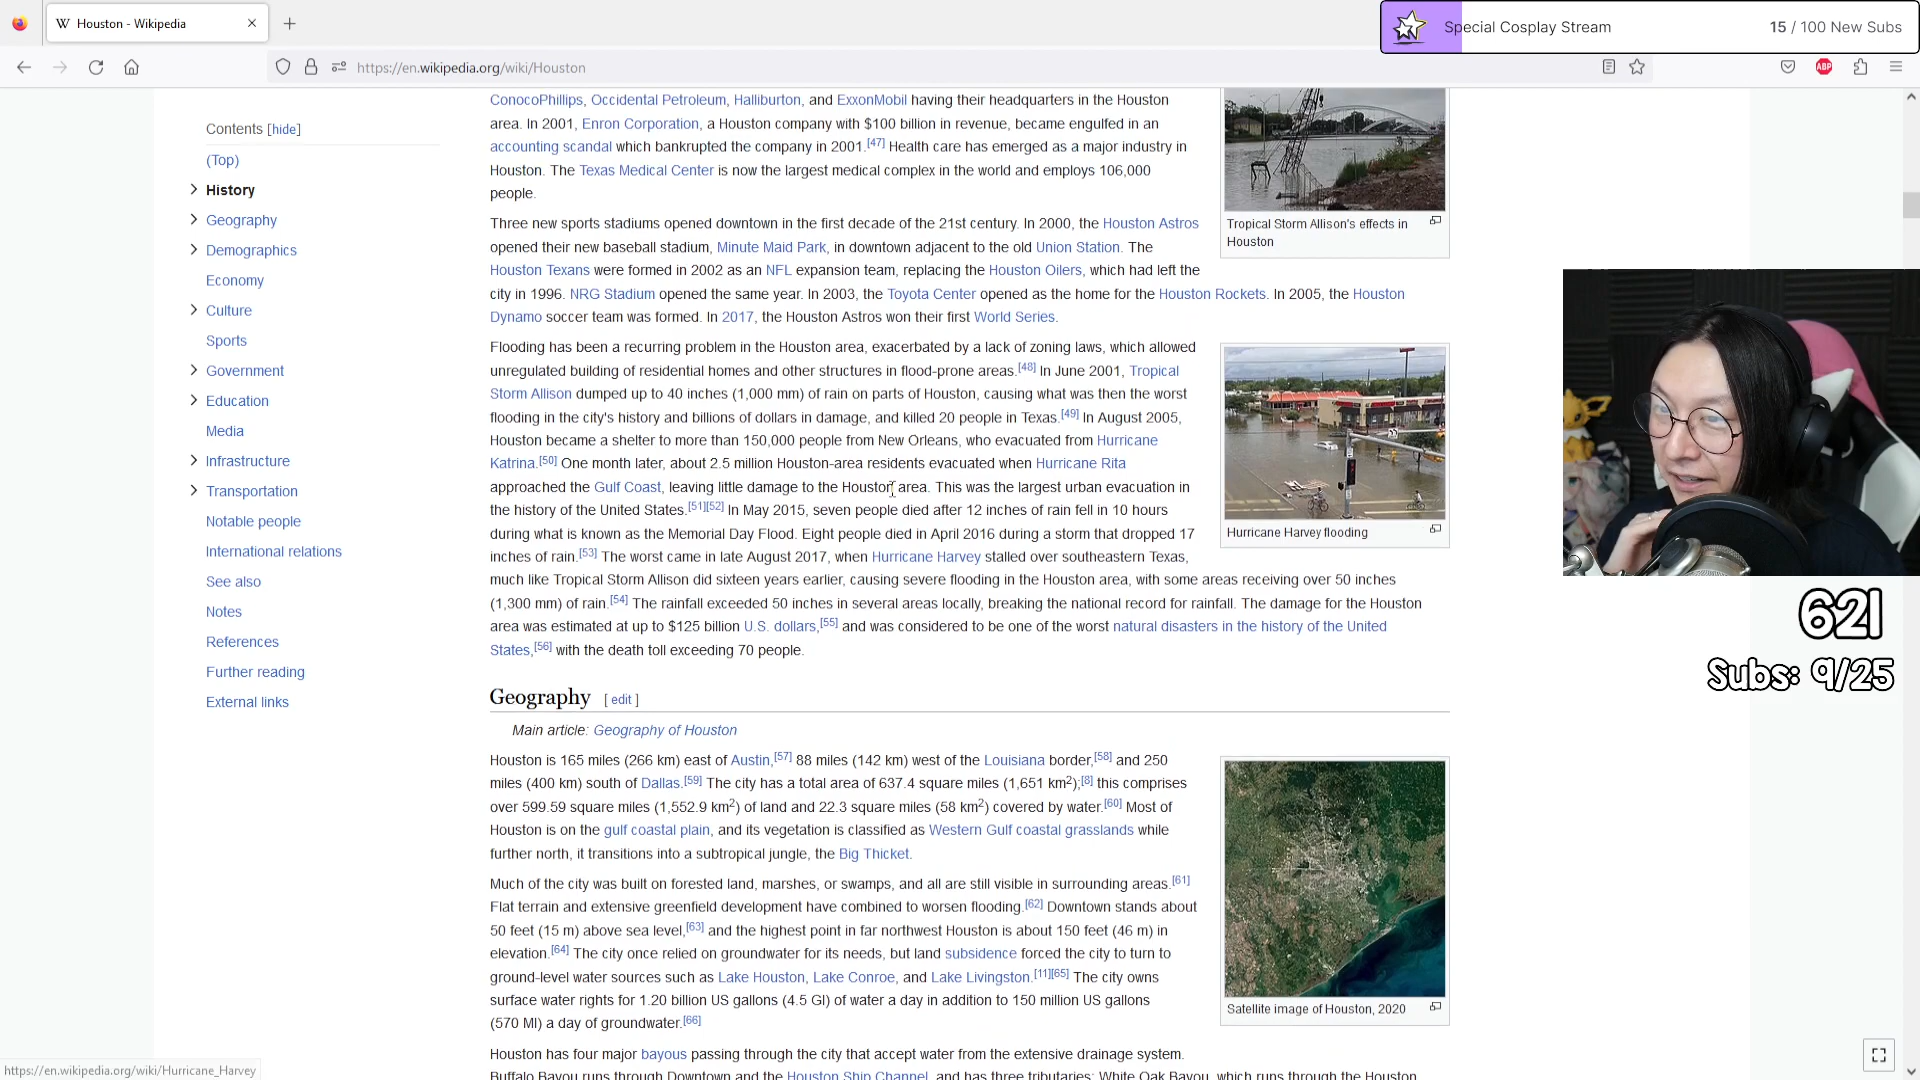 Houston - Wikipedia
Special Cosplay Stream
15 / 100 New Subs
https://en.wikipedia.org/wiki/Houston
ABP
Contents [hide]
(Top)
History
Geography
Demographics
Economy
Culture
Sports
Government
Education
Media
Infrastructure
Transportation
Notable people
International relations
See also
Notes
References
Further reading
External links
ConocoPhillips, Occidental Petroleum, Halliburton, and ExxonMobil having their headquarters in the Houston
area. In 2001, Enron Corporation, a Houston company with $100 billion in revenue, became engulfed in an
accounting scandal which bankrupted the company in 2001.[47] Health care has emerged as a major industry in
Houston. The Texas Medical Center is now the largest medical complex in the world and employs 106,000
people.
Three new sports stadiums opened downtown in the first decade of the 21st century. In 2000, the Houston Astros
opened their new baseball stadium, Minute Maid Park, in downtown adjacent to the old Union Station. The
Houston Texans were formed in 2002 as an NFL expansion team, replacing the Houston Oilers, which had left the
city in 1996. NRG Stadium opened the same year. In 2003, the Toyota Center opened as the home for the Houston Rockets. In 2005, the Houston
Dynamo soccer team was formed. In 2017, the Houston Astros won their first World Series.
Tropical Storm Allison's effects in
Houston
Flooding has been a recurring problem in the Houston area, exacerbated by a lack of zoning laws, which allowed
unregulated building of residential homes and other structures in flood-prone areas.[48] In June 2001, Tropical
Storm Allison dumped up to 40 inches (1,000 mm) of rain on parts of Houston, causing what was then the worst
flooding in the city's history and billions of dollars in damage, and killed 20 people in Texas.[49] In August 2005,
Houston became a shelter to more than 150,000 people from New Orleans, who evacuated from Hurricane
Katrina.[50] One month later, about 2.5 million Houston-area residents evacuated when Hurricane Rita
approached the Gulf Coast, leaving little damage to the Houston area. This was the largest urban evacuation in
the history of the United States.[51][52] In May 2015, seven people died after 12 inches of rain fell in 10 hours
during what is known as the Memorial Day Flood. Eight people died in April 2016 during a storm that dropped 17
inches of rain.[53] The worst came in late August 2017, when Hurricane Harvey stalled over southeastern Texas,
much like Tropical Storm Allison did sixteen years earlier, causing severe flooding in the Houston area, with some areas receiving over 50 inches
(1,300 mm) of rain.[54] The rainfall exceeded 50 inches in several areas locally, breaking the national record for rainfall. The damage for the Houston
area was estimated at up to $125 billion U.S. dollars,[55] and was considered to be one of the worst natural disasters in the history of the United
States,[56] with the death toll exceeding 70 people.
Hurricane Harvey flooding
Geography [ edit ]
Main article: Geography of Houston
Houston is 165 miles (266 km) east of Austin,[57] 88 miles (142 km) west of the Louisiana border,[58] and 250
miles (400 km) south of Dallas.[59] The city has a total area of 637.4 square miles (1,651 km2);[8] this comprises
over 599.59 square miles (1,552.9 km2) of land and 22.3 square miles (58 km2) covered by water.[60] Most of
Houston is on the gulf coastal plain, and its vegetation is classified as Western Gulf coastal grasslands while
further north, it transitions into a subtropical jungle, the Big Thicket.
Much of the city was built on forested land, marshes, or swamps, and all are still visible in surrounding areas.[61]
Flat terrain and extensive greenfield development have combined to worsen flooding.[62] Downtown stands about
50 feet (15 m) above sea level,[63] and the highest point in far northwest Houston is about 150 feet (46 m) in
elevation.[64] The city once relied on groundwater for its needs, but land subsidence forced the city to turn to
ground-level water sources such as Lake Houston, Lake Conroe, and Lake Livingston.[11][65] The city owns
surface water rights for 1.20 billion US gallons (4.5 Gl) of water a day in addition to 150 million US gallons
(570 Ml) a day of groundwater.[66]
Satellite image of Houston, 2020
Houston has four major bayous passing through the city that accept water from the extensive drainage system.
Buffalo Bayou runs through Downtown and the Houston Ship Channel, and has three tributaries: White Oak Bayou, which runs through the Houston
621
Subs: 9/25
https://en.wikipedia.org/wiki/Hurricane_Harvey